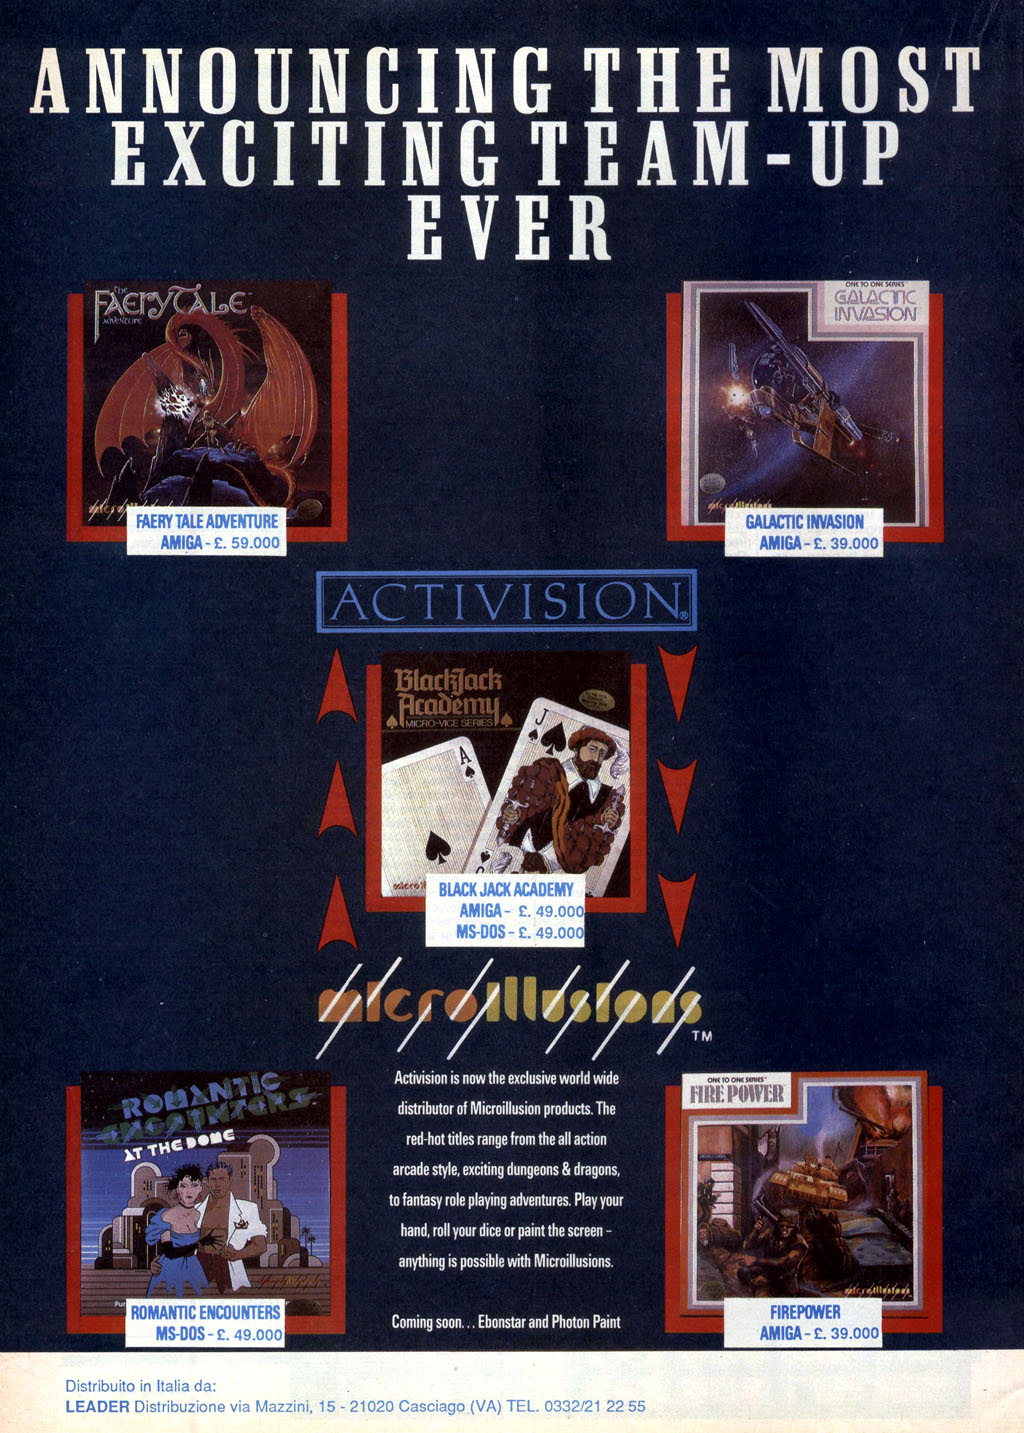 ANNOUNCING THE MOST
EXCITING TEAM-UP
EVER
THE
FAERY TALE
ADVENTURE
microillusions
FAERY TALE ADVENTURE
AMIGA - £. 59.000
ONE TO ONE SERIES™
GALACTIC
INVASION
microillusions
GALACTIC INVASION
AMIGA - £. 39.000
ACTIVISION®
BlackJack
Academy
MICRO-VICE SERIES
A
J
BLACK JACK ACADEMY
AMIGA - £. 49.000
MS-DOS - £. 49.000
microillusions TM
Activision is now the exclusive world wide
distributor of Microillusion products. The
red-hot titles range from the all action
arcade style, exciting dungeons & dragons,
to fantasy role playing adventures. Play your
hand, roll your dice or paint the screen -
anything is possible with Microillusions.
Coming soon... Ebonstar and Photon Paint
ROMANTIC
ENCOUNTERS
AT THE DOME
ROMANTIC ENCOUNTERS
MS-DOS - £. 49.000
ONE TO ONE SERIES™
FIRE POWER
microillusions
FIREPOWER
AMIGA - £. 39.000
Distribuito in Italia da:
LEADER Distribuzione via Mazzini, 15 - 21020 Casciago (VA) TEL. 0332/21 22 55